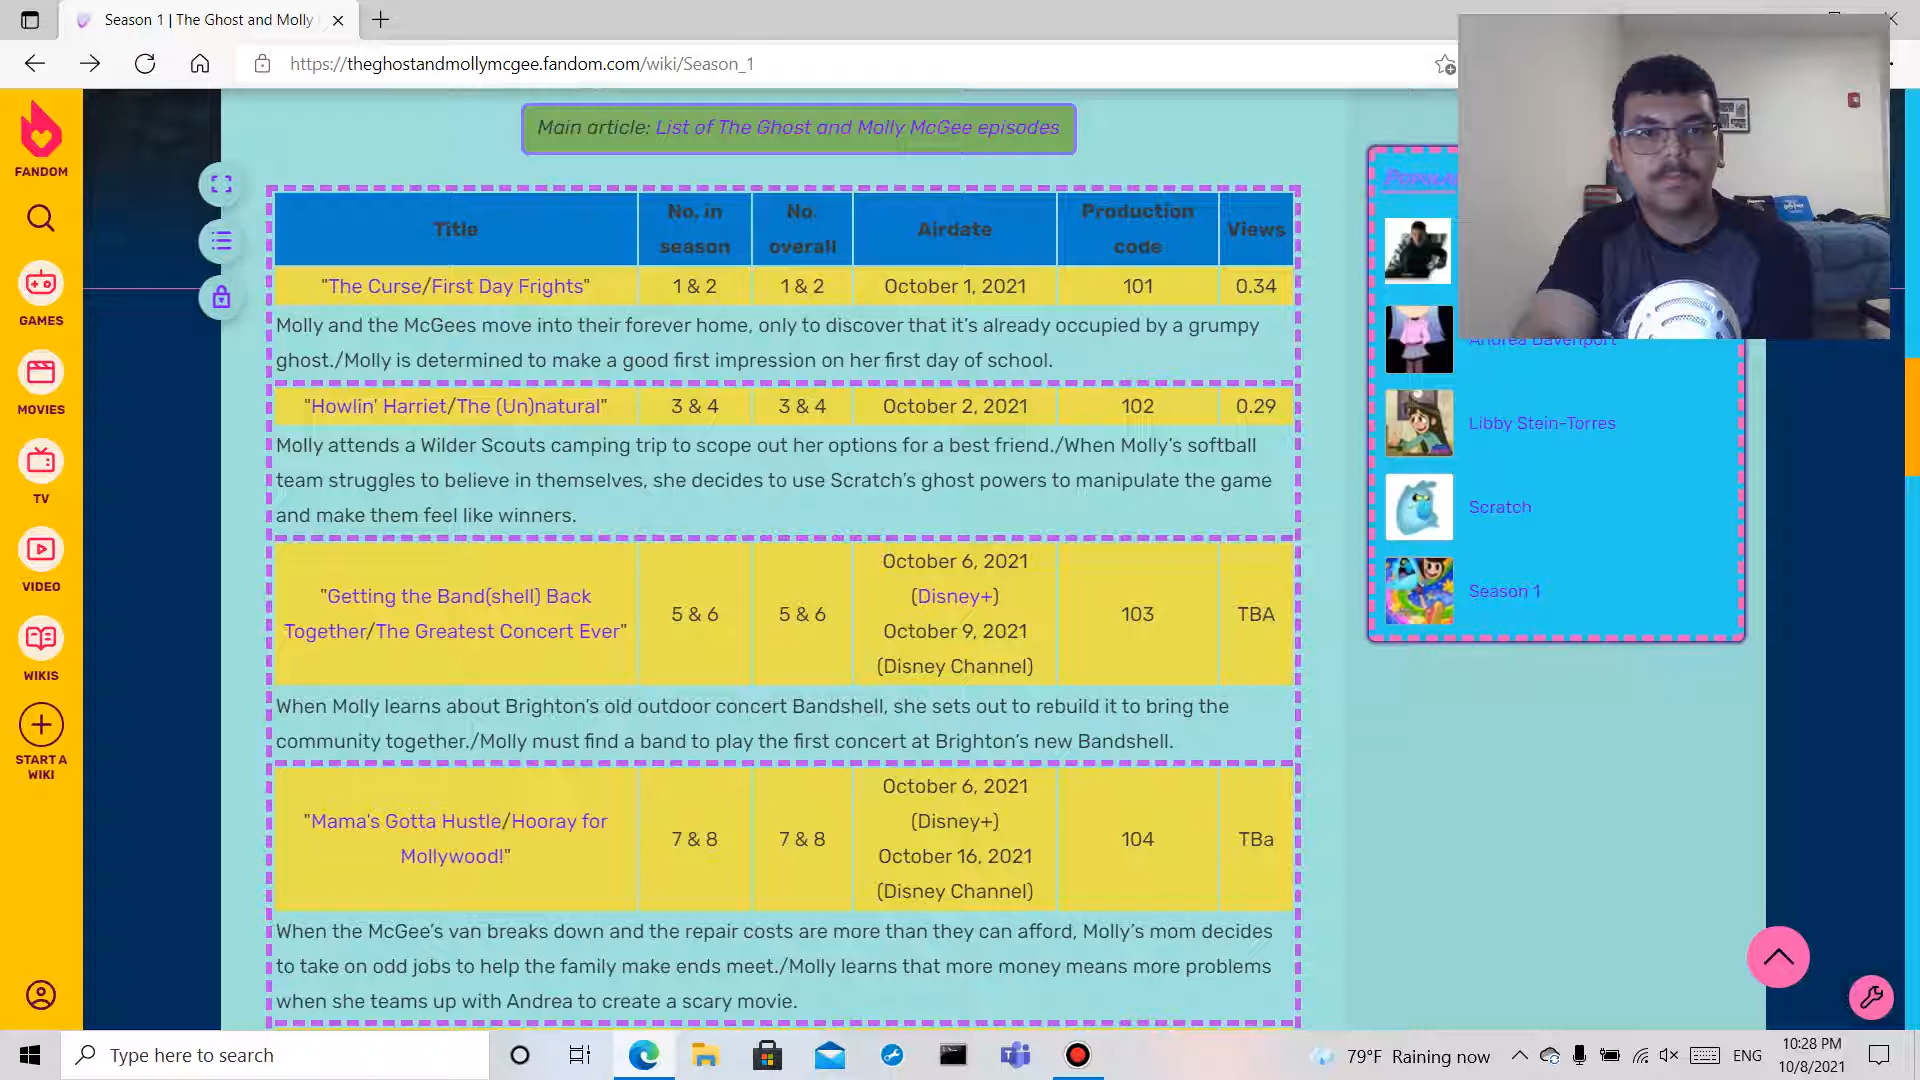 Season 1 | The Ghost and Molly
https://theghostandmollymcgee.fandom.com/wiki/Season_1
FANDOM
GAMES
MOVIES
TV
VIDEO
WIKIS
START A
WIKI
Main article: List of The Ghost and Molly McGee episodes
Title
No. in
season
No.
overall
Airdate
Production
code
Views
"The Curse/First Day Frights"
1 & 2
1 & 2
October 1, 2021
101
0.34
Molly and the McGees move into their forever home, only to discover that it's already occupied by a grumpy
ghost./Molly is determined to make a good first impression on her first day of school.
"Howlin' Harriet/The (Un)natural"
3 & 4
3 & 4
October 2, 2021
102
0.29
Molly attends a Wilder Scouts camping trip to scope out her options for a best friend./When Molly's softball
team struggles to believe in themselves, she decides to use Scratch's ghost powers to manipulate the game
and make them feel like winners.
"Getting the Band(shell) Back
Together/The Greatest Concert Ever"
5 & 6
5 & 6
October 6, 2021
(Disney+)
October 9, 2021
(Disney Channel)
103
TBA
When Molly learns about Brighton's old outdoor concert Bandshell, she sets out to rebuild it to bring the
community together./Molly must find a band to play the first concert at Brighton's new Bandshell.
"Mama's Gotta Hustle/Hooray for
Mollywood!"
7 & 8
7 & 8
October 6, 2021
(Disney+)
October 16, 2021
(Disney Channel)
104
TBa
When the McGee's van breaks down and the repair costs are more than they can afford, Molly's mom decides
to take on odd jobs to help the family make ends meet./Molly learns that more money means more problems
when she teams up with Andrea to create a scary movie.
Andrea Davenport
Libby Stein-Torres
Scratch
Season 1
Type here to search
79°F Raining now
ENG
10:28 PM
10/8/2021